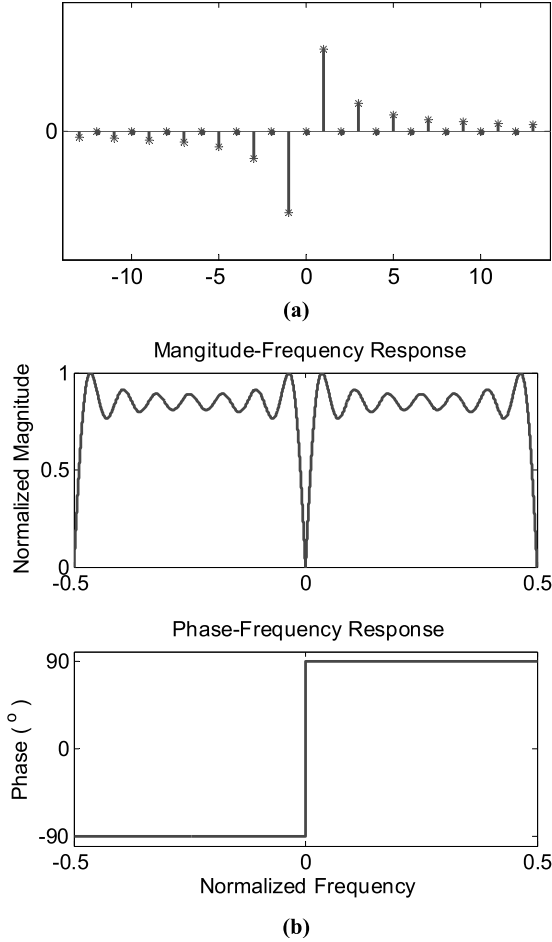 0
-10 -5 0 5 10
(a)
Mangitude-Frequency Response
Normalized Magnitude
1
0.5
0
-0.5 0 0.5
Phase-Frequency Response
Phase ( o )
90
0
-90
-0.5 0 0.5
Normalized Frequency
(b)